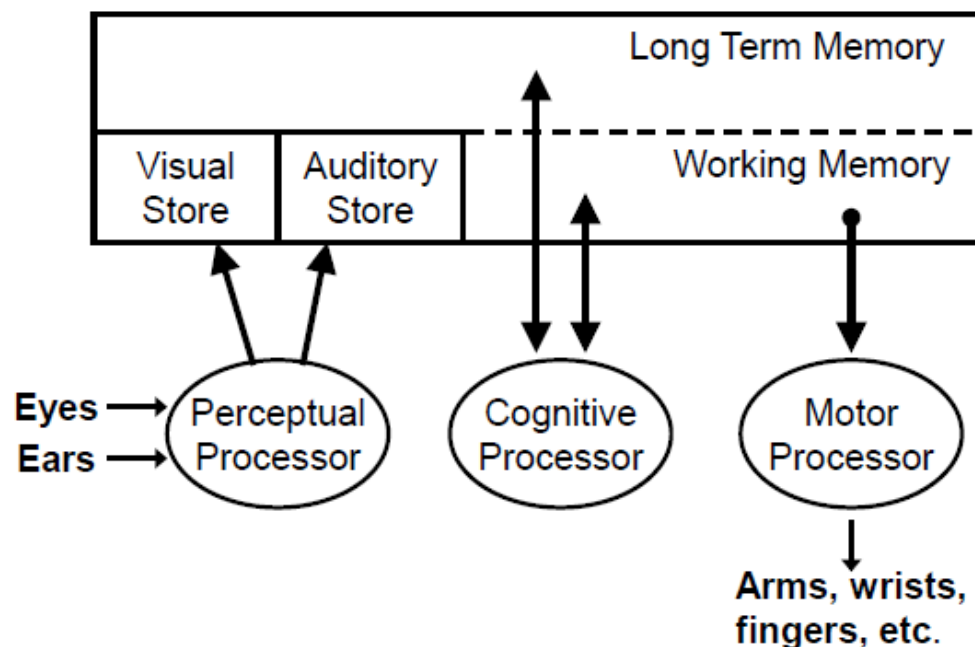 Long Term Memory
Visual
Store
Auditory
Store
Working Memory
Eyes
Ears
Perceptual
Processor
Cognitive
Processor
Motor
Processor
Arms, wrists,
fingers, etc.